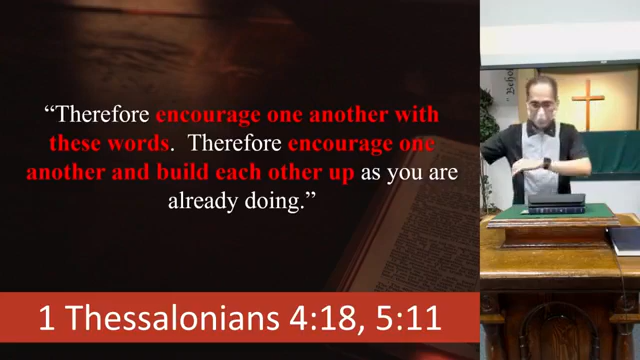 “Therefore encourage one another with
these words.  Therefore encourage one
another and build each other up as you are
already doing.”
1 Thessalonians 4:18, 5:11